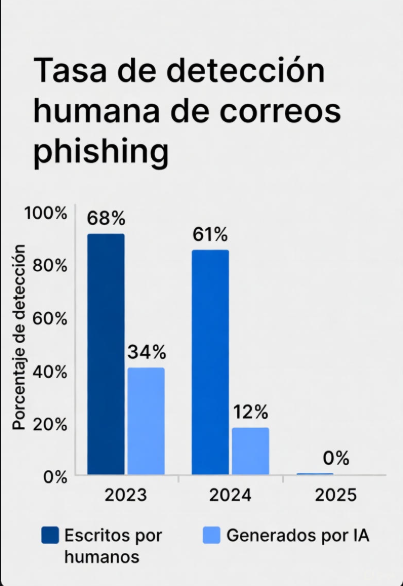 Tasa de detección
humana de correos
phishing
Porcentaje de detección
100%
80%
60%
40%
20%
0%
68%
34%
61%
12%
0%
2023
2024
2025
Escritos por
humanos
Generados por IA